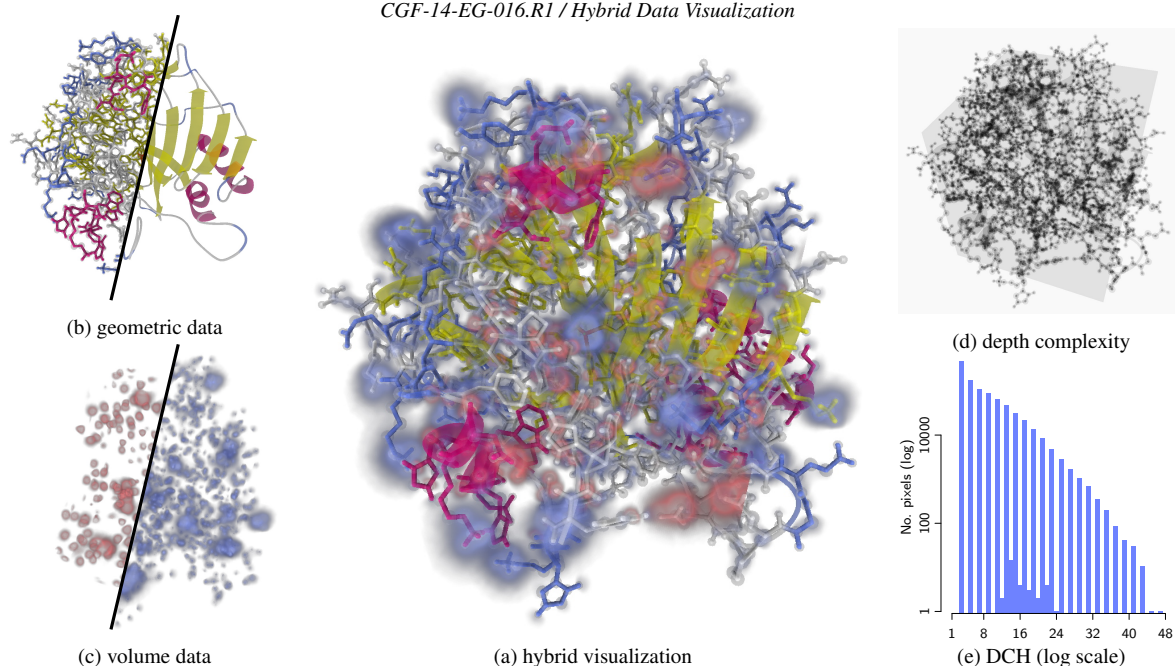 CGF-14-EG-016.R1 / Hybrid Data Visualization
(b) geometric data
(c) volume data
(a) hybrid visualization
(d) depth complexity
No. pixels (log)
10000
100
1
1 8 16 24 32 40 48
(e) DCH (log scale)